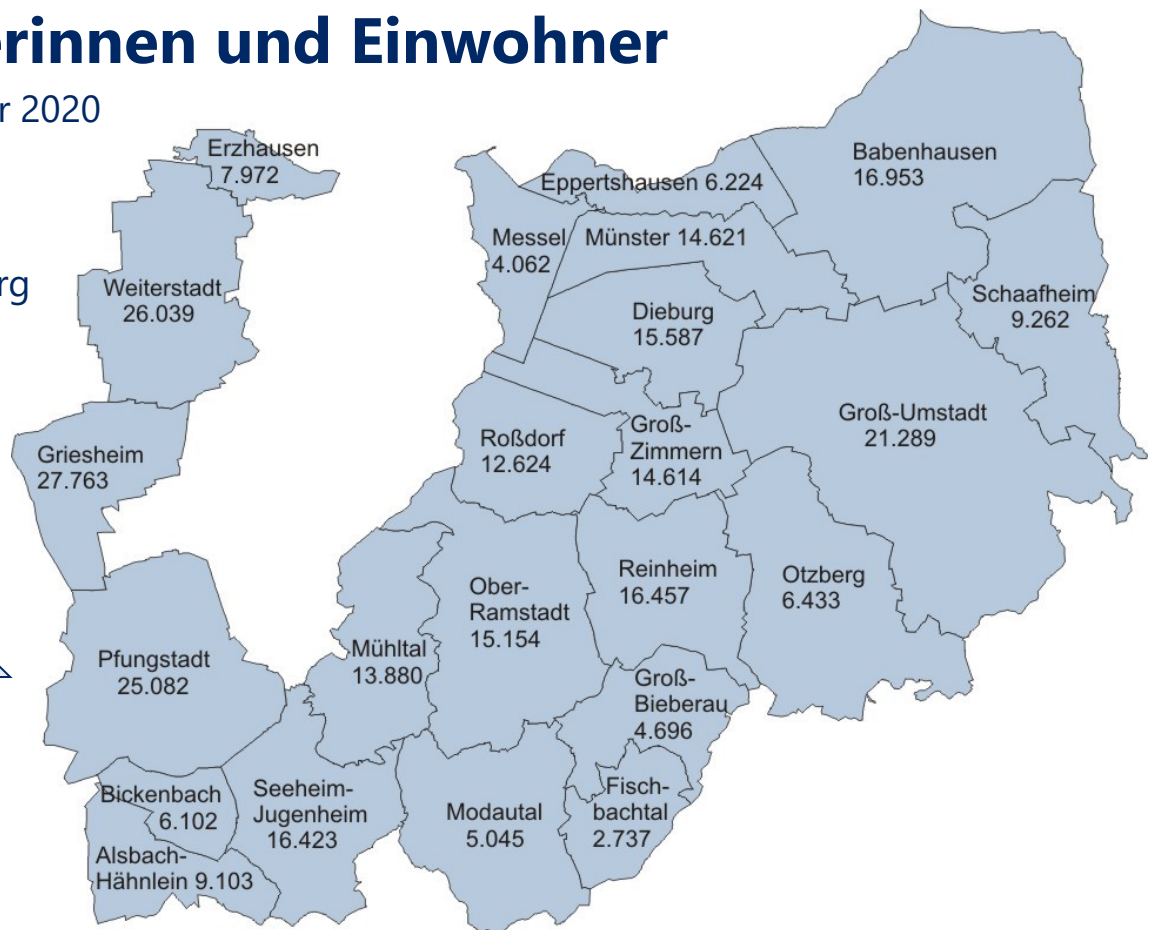 erinnen und Einwohner
r 2020
rg
Erzhausen
7.972
Eppertshausen 6.224
Babenhausen
16.953
Messel
4.062
Münster 14.621
Weiterstadt
26.039
Schaafheim
9.262
Dieburg
15.587
Groß-Umstadt
21.289
Griesheim
27.763
Roßdorf
12.624
Groß-
Zimmern
14.614
Reinheim
16.457
Otzberg
6.433
Ober-
Ramstadt
15.154
Mühltal
13.880
Pfungstadt
25.082
Groß-
Bieberau
4.696
Bickenbach
6.102
Seeheim-
Jugenheim
16.423
Modautal
5.045
Fisch-
bachtal
2.737
Alsbach-
Hähnlein 9.103